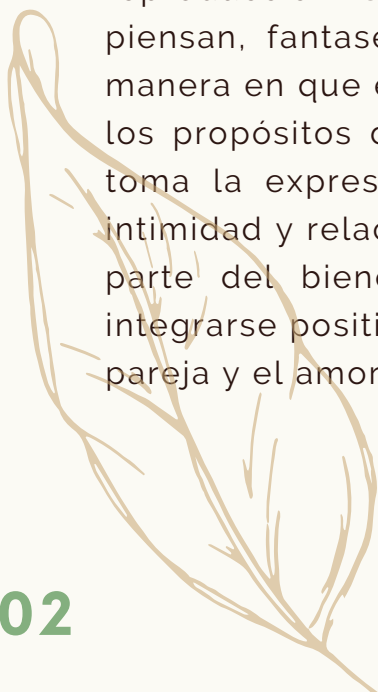 piensan, fantase
manera en que e
los propósitos
toma la expres
intimidad y relac
parte del bien
integrarse positi
pareja y el amor
02